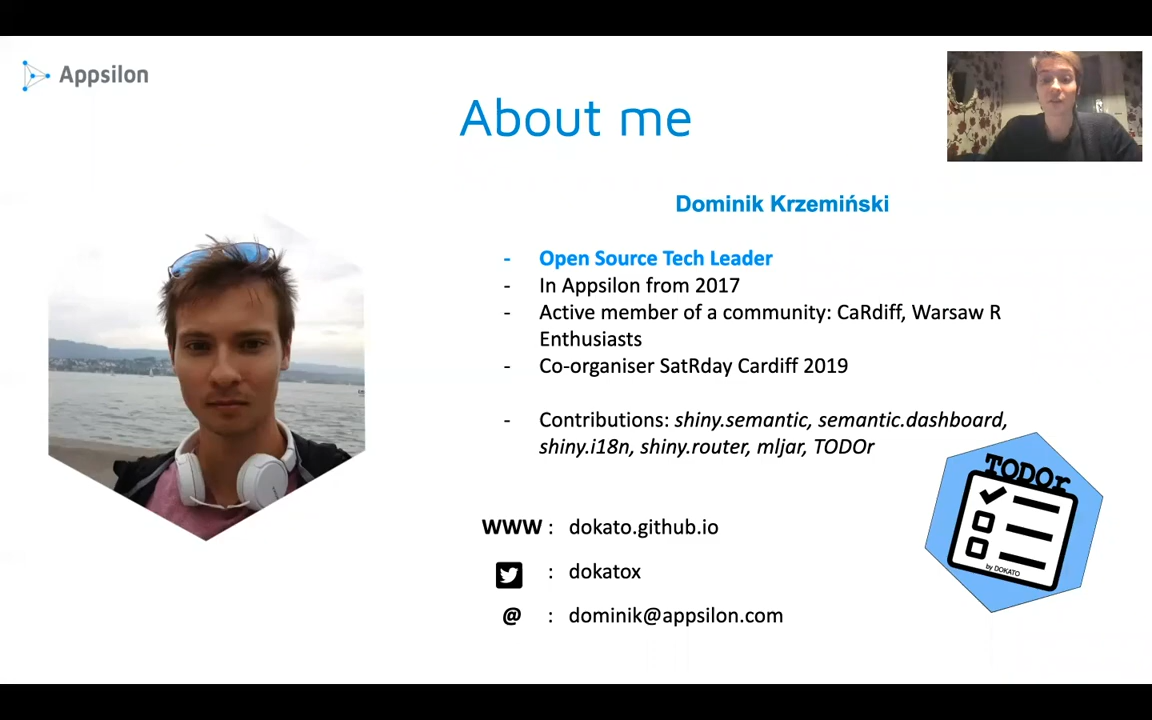 Appsilon
About me
Dominik Krzemiński
- Open Source Tech Leader
- In Appsilon from 2017
- Active member of a community: CaRdiff, Warsaw R
Enthusiasts
- Co-organiser SatRday Cardiff 2019
- Contributions: shiny.semantic, semantic.dashboard,
shiny.i18n, shiny.router, mljar, TODOr
TODOr
by DOKATO
WWW : dokato.github.io
: dokatox
@ : dominik@appsilon.com